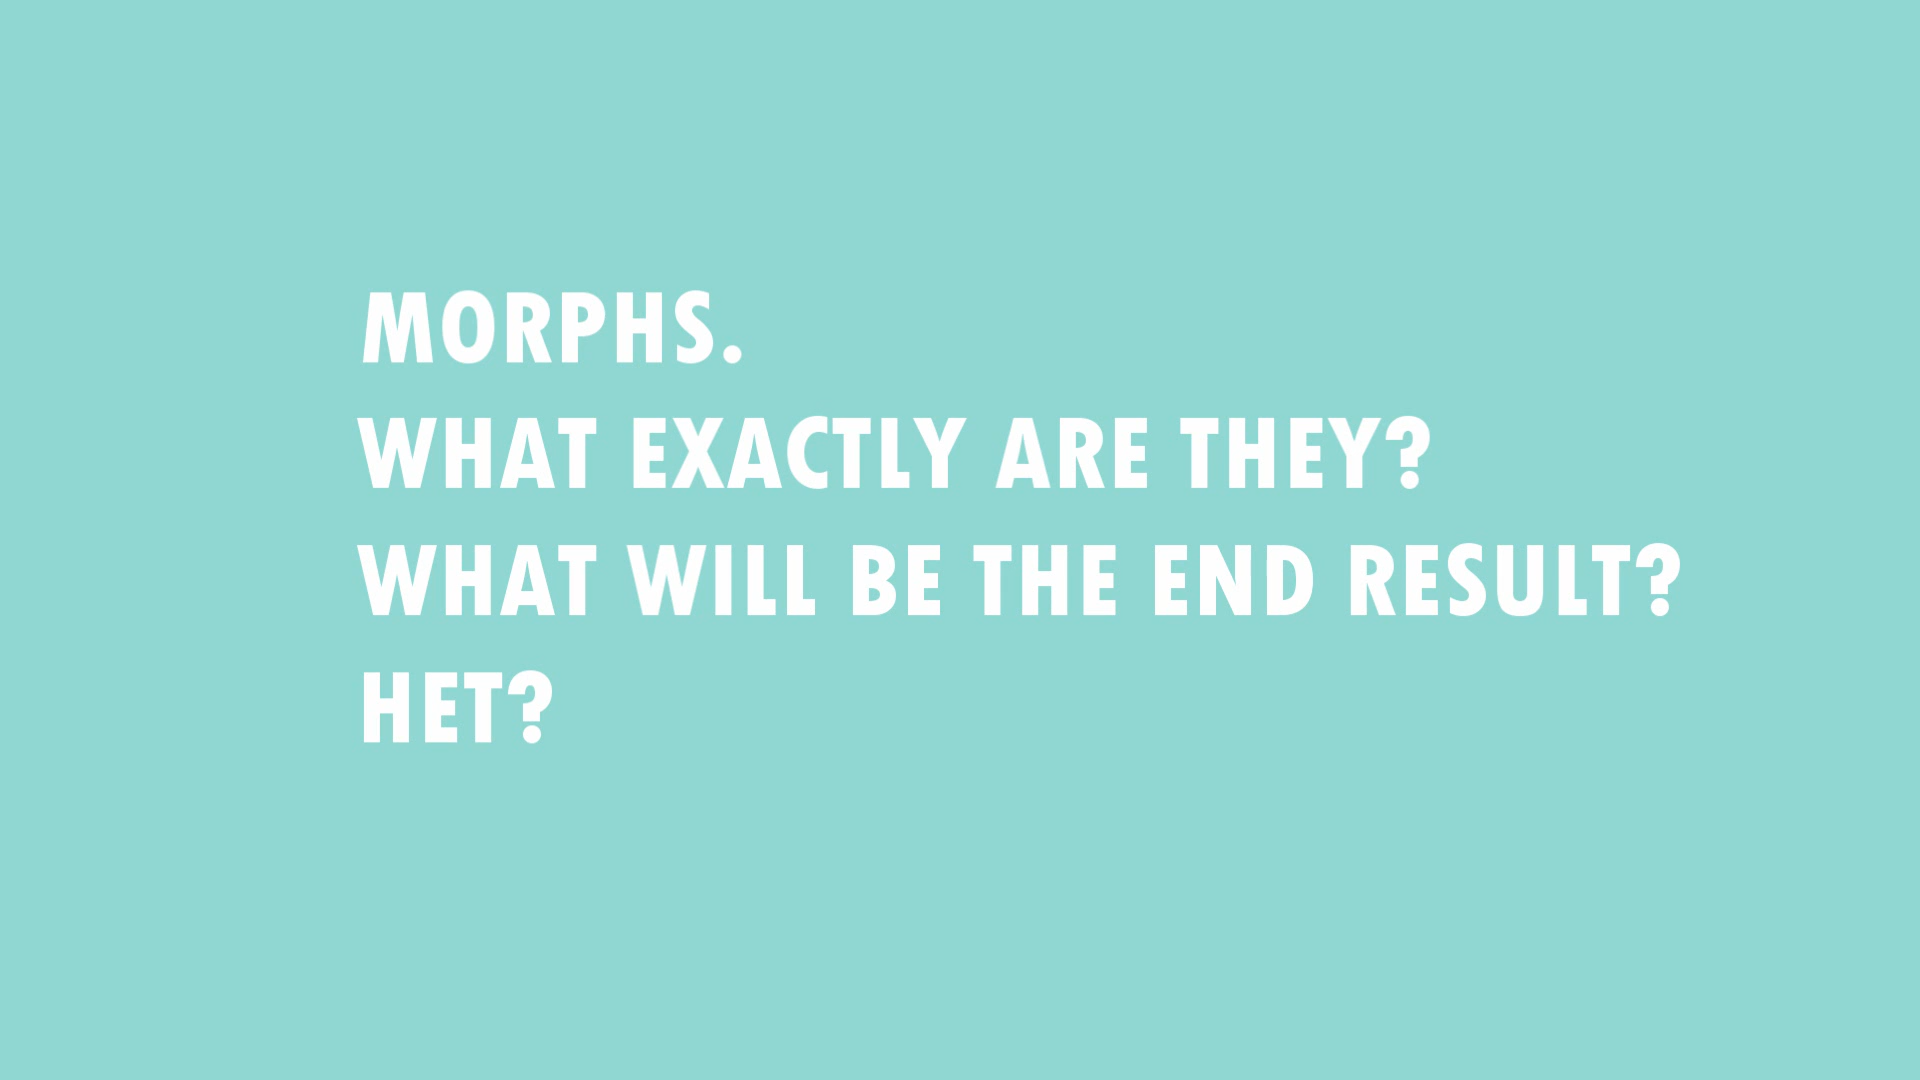 MORPHS.
WHAT EXACTLY ARE THEY?
WHAT WILL BE THE END RESULT?
HET?